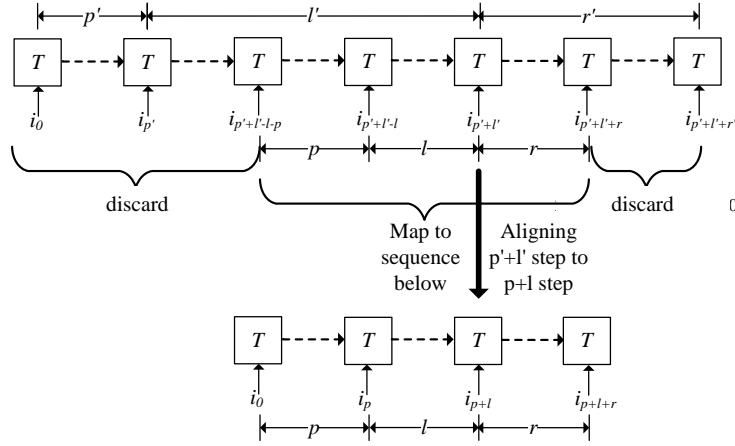 p' l' r'
T T T T T T T
i0 ip' ip'+l'-l-p ip'+l'-l ip'+l' ip'+l'+r ip'+l'+r'
p l r
discard discard
Map to sequence below
Aligning p'+l' step to p+l step
T T T T
i0 ip ip+l ip+l+r
p l r